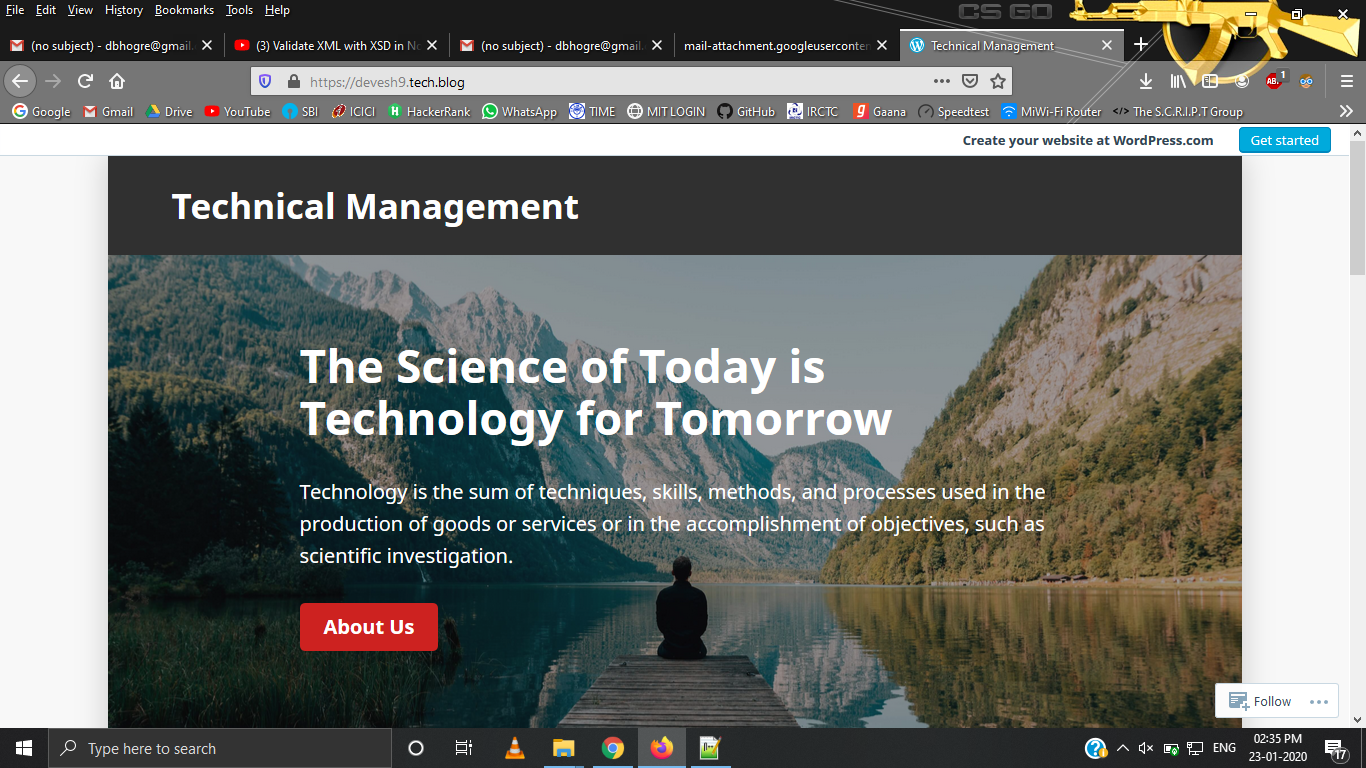 File Edit View History Bookmarks Tools Help
CS GO
(no subject) - dbhogre@gmail.
(3) Validate XML with XSD in No
(no subject) - dbhogre@gmail.
mail-attachment.googleuserconten
Technical Management
https://devesh9.tech.blog
ABP 1
Google Gmail Drive YouTube SBI ICICI HackerRank WhatsApp TIME MIT LOGIN GitHub IRCTC Gaana Speedtest MiWi-Fi Router </> The S.C.R.I.P.T Group
Create your website at WordPress.com Get started
Technical Management
The Science of Today is
Technology for Tomorrow
Technology is the sum of techniques, skills, methods, and processes used in the
production of goods or services or in the accomplishment of objectives, such as
scientific investigation.
About Us
Follow
Type here to search
ENG
02:35 PM
23-01-2020
17